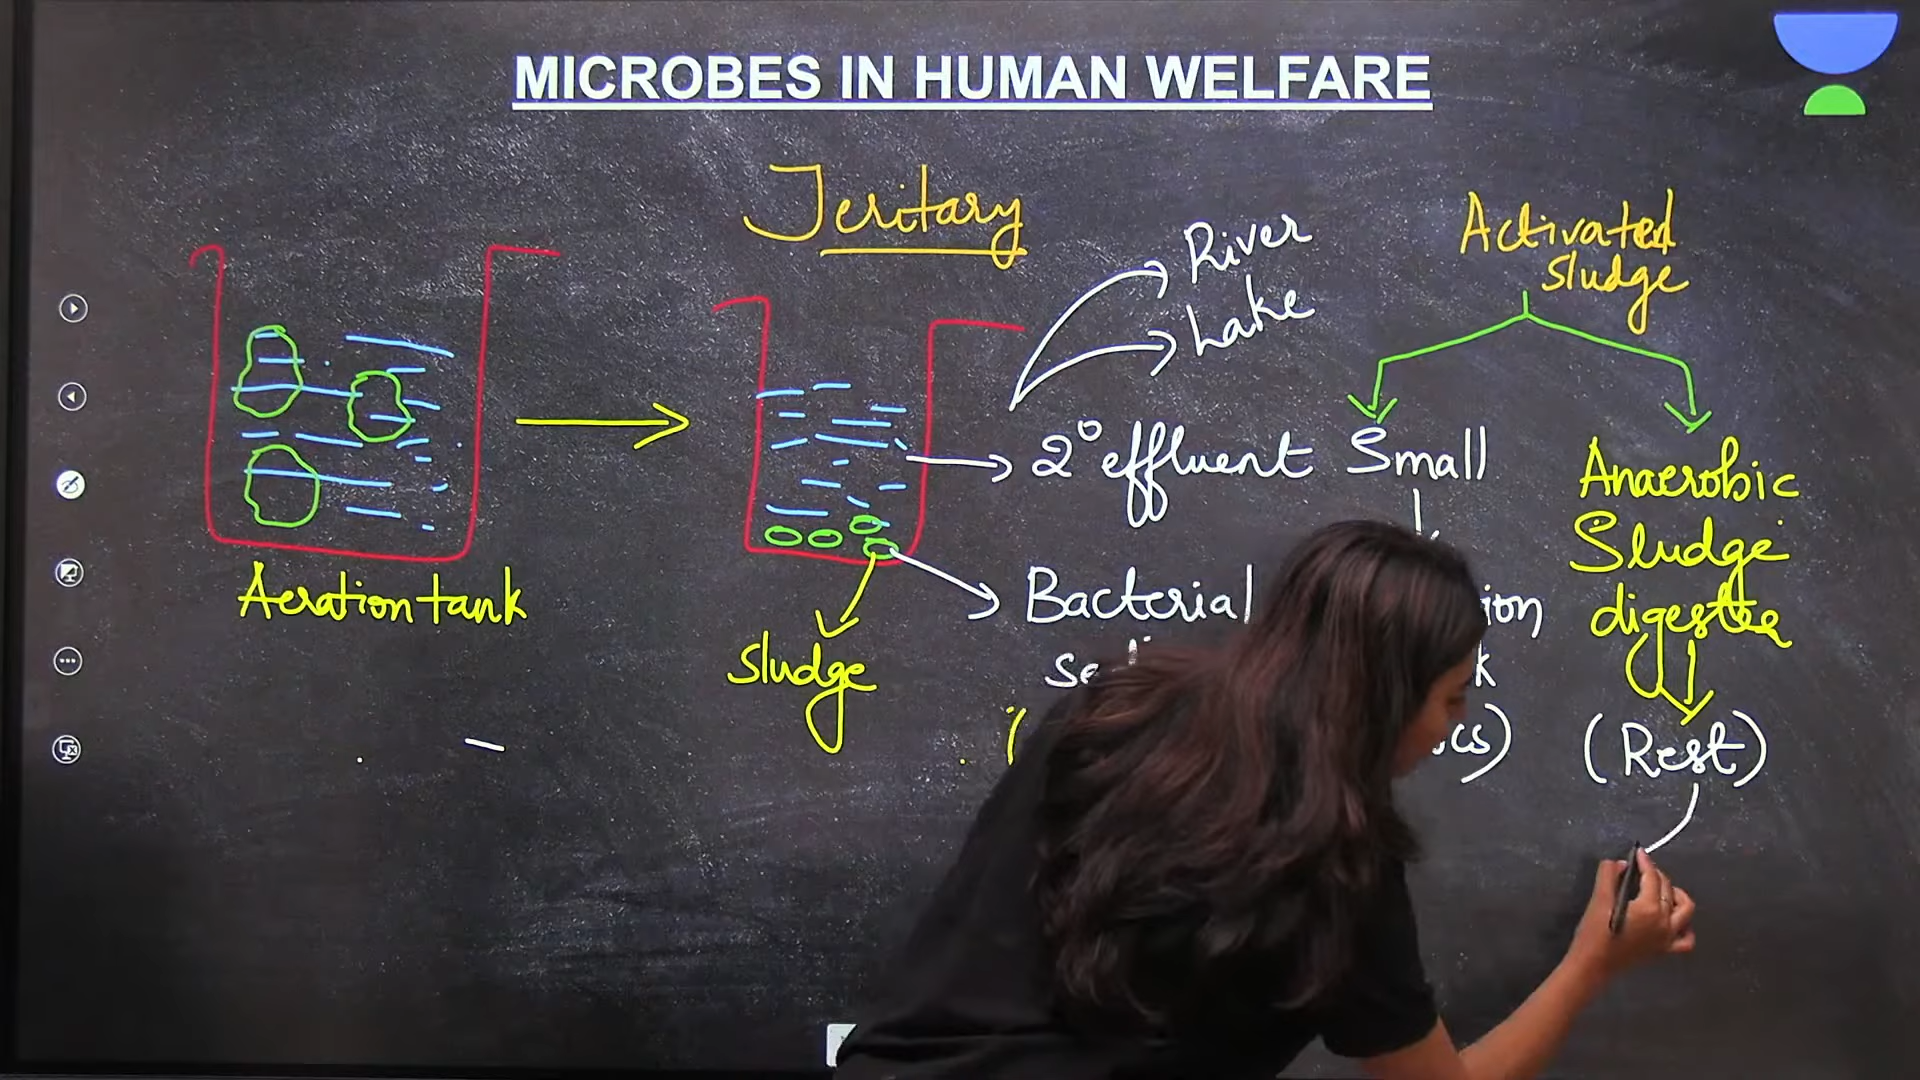 MICROBES IN HUMAN WELFARE
Jeritary
River
Lake
Activated
sludge
2° effluent
Small
Anaerobic
Sludge
digester
Bacterial
Aeration tank
sludge
(Rest)